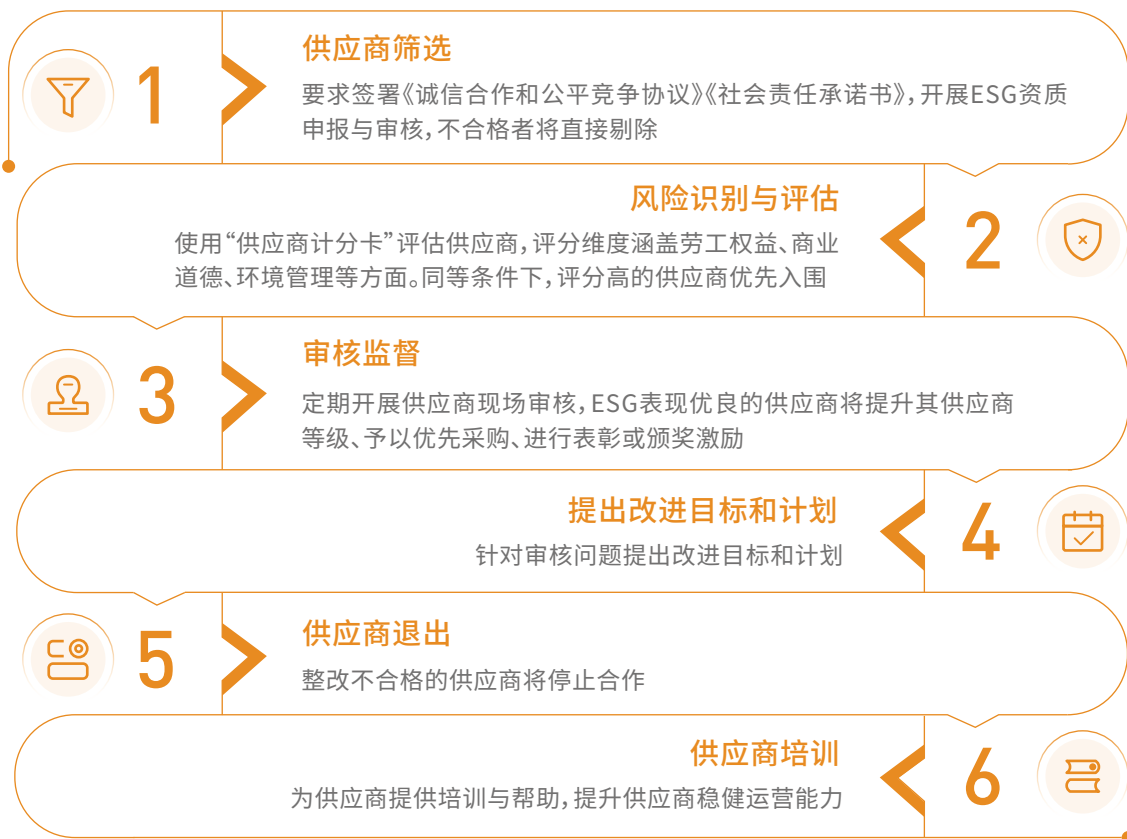 1
供应商筛选
要求签署《诚信合作和公平竞争协议》《社会责任承诺书》，开展ESG资质
申报与审核，不合格者将直接剔除
风险识别与评估
使用“供应商计分卡”评估供应商，评分维度涵盖劳工权益、商业
道德、环境管理等方面。同等条件下，评分高的供应商优先入围
2
3
审核监督
定期开展供应商现场审核，ESG表现优良的供应商将提升其供应商
等级、予以优先采购、进行表彰或颁奖激励
提出改进目标和计划
针对审核问题提出改进目标和计划
4
5
供应商退出
整改不合格的供应商将停止合作
供应商培训
为供应商提供培训与帮助，提升供应商稳健运营能力
6